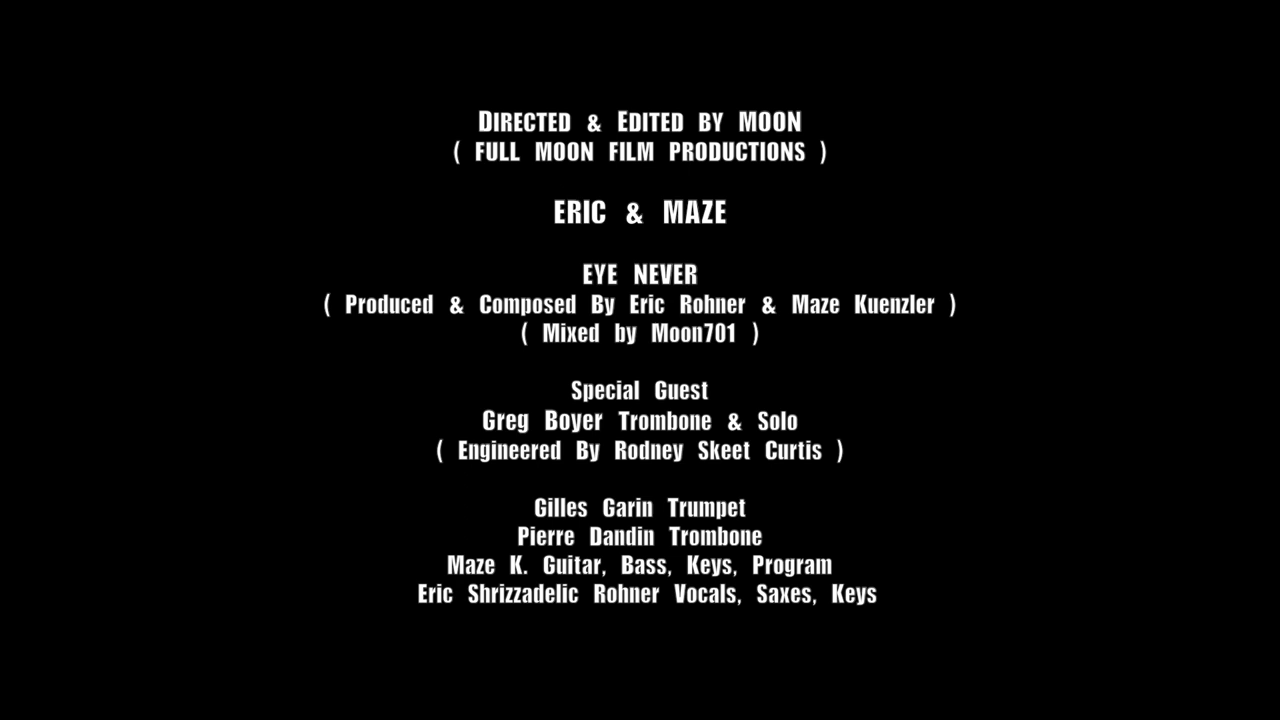 DIRECTED & EDITED BY MOON
( FULL MOON FILM PRODUCTIONS )
ERIC & MAZE
EYE NEVER
( Produced & Composed By Eric Rohner & Maze Kuenzler )
( Mixed by Moon701 )
Special Guest
Greg Boyer Trombone & Solo
( Engineered By Rodney Skeet Curtis )
Gilles Garin Trumpet
Pierre Dandin Trombone
Maze K. Guitar, Bass, Keys, Program
Eric Shrizzadelic Rohner Vocals, Saxes, Keys